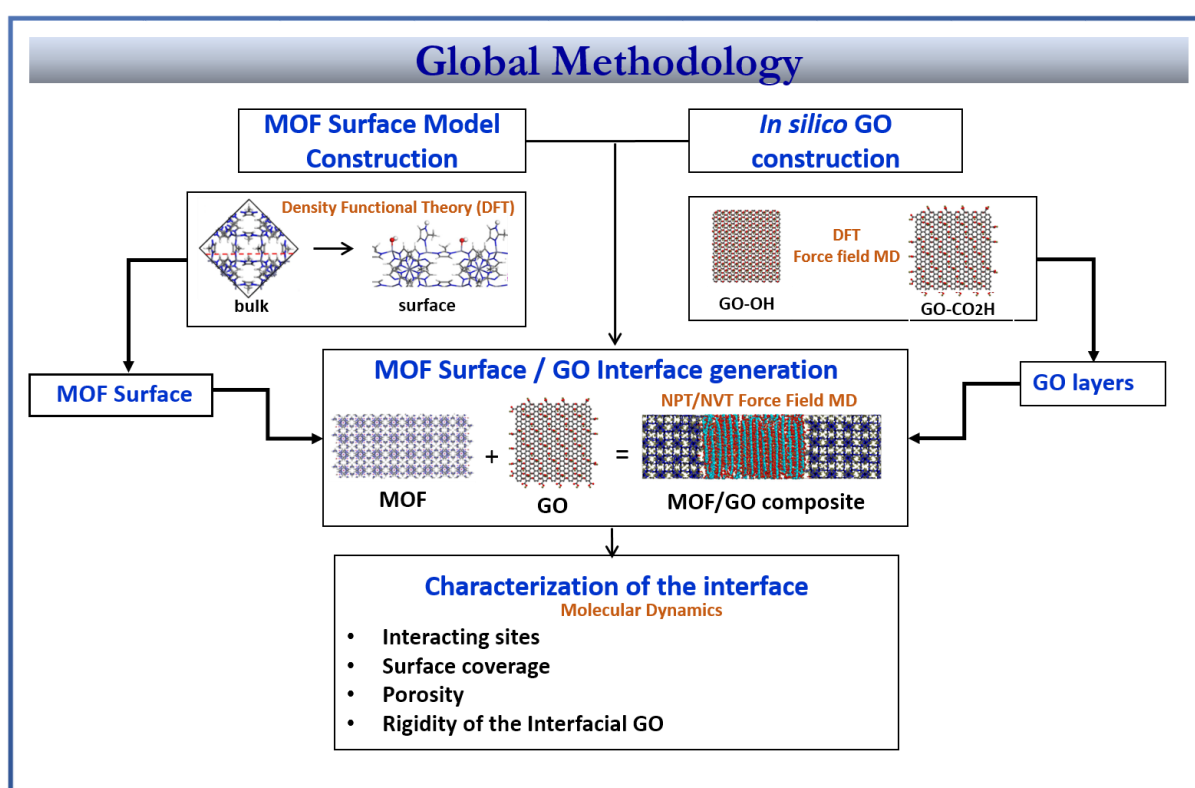 Global Methodology
MOF Surface Model
Construction
In silico GO
construction
Density Functional Theory (DFT)
bulk
surface
DFT
Force field MD
GO-OH
GO-CO2H
MOF Surface
GO layers
MOF Surface / GO Interface generation
NPT/NVT Force Field MD
+
=
MOF
GO
MOF/GO composite
Characterization of the interface
Molecular Dynamics
• Interacting sites
• Surface coverage
• Porosity
• Rigidity of the Interfacial GO